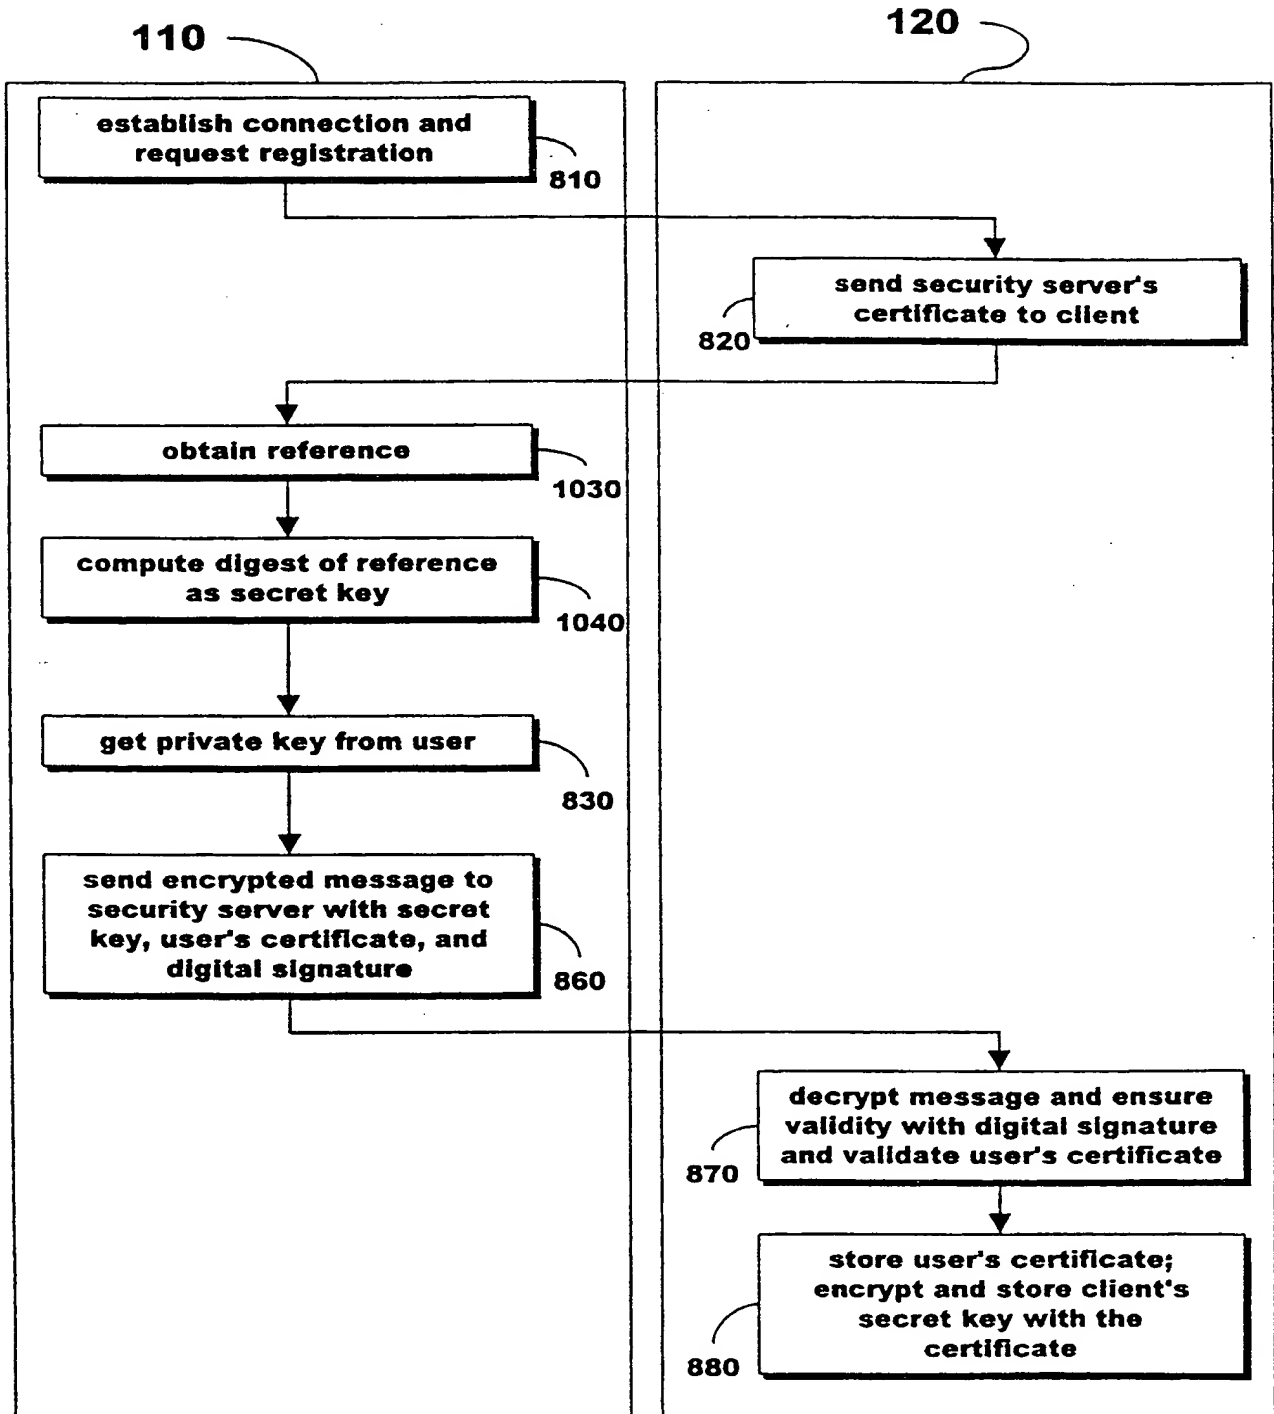 110
120
establish connection and
request registration
810
send security server's
certificate to client
820
obtain reference
1030
compute digest of reference
as secret key
1040
get private key from user
830
send encrypted message to
security server with secret
key, user's certificate, and
digital signature
860
decrypt message and ensure
validity with digital signature
and validate user's certificate
870
store user's certificate;
encrypt and store client's
secret key with the
certificate
880